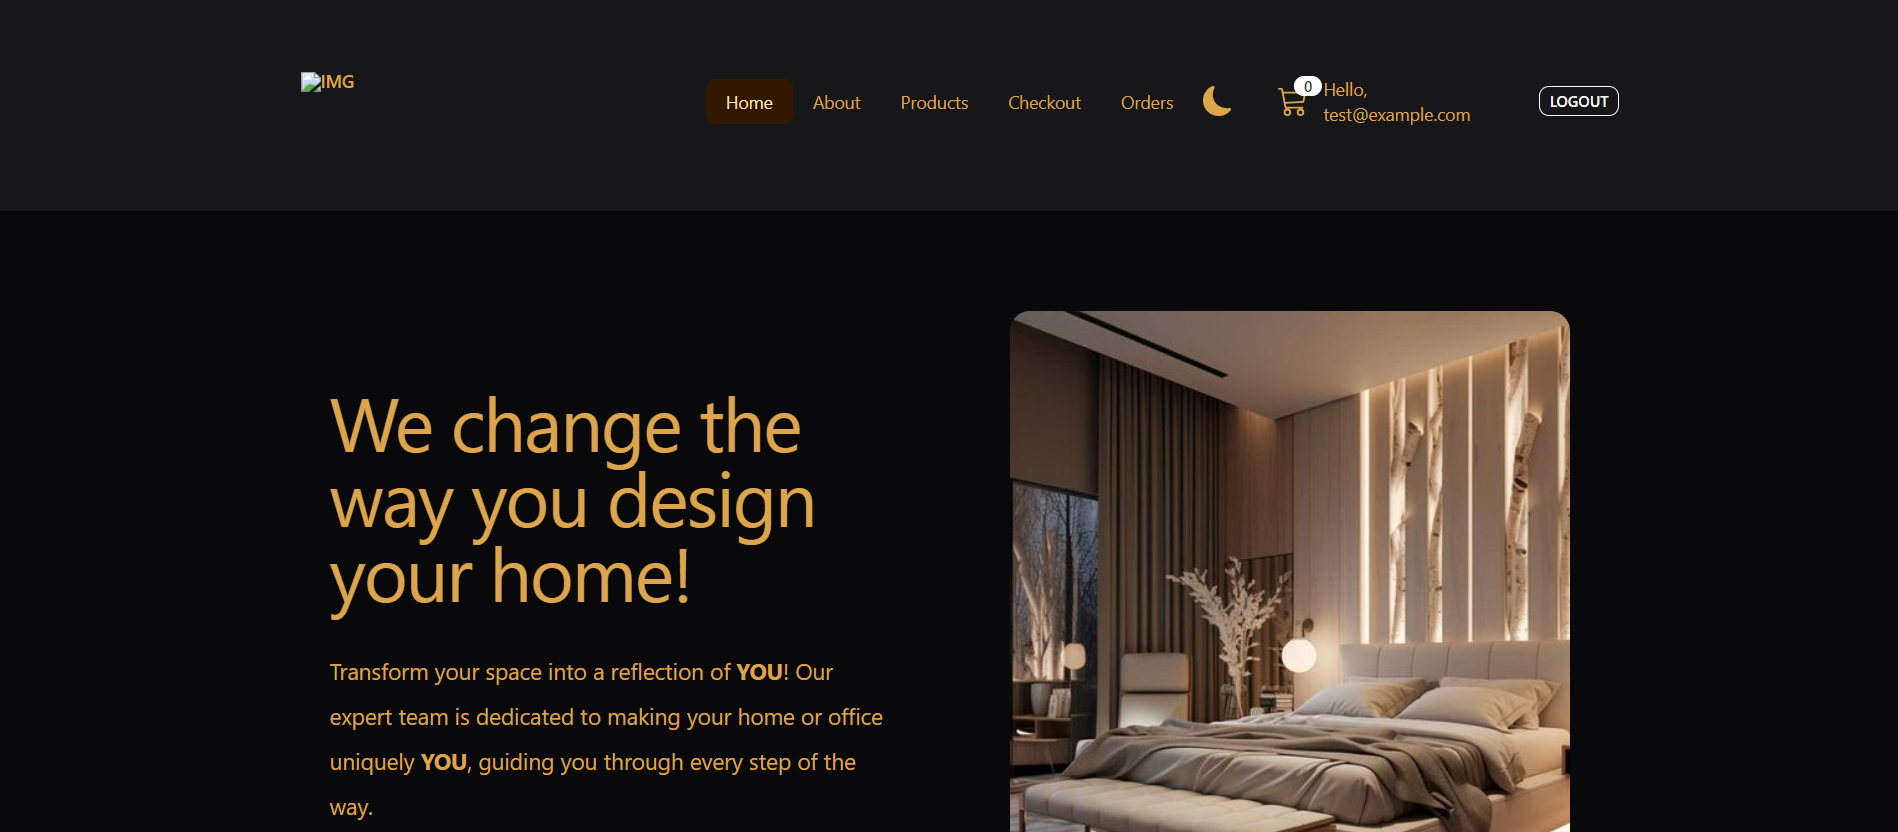 IMG
Home About Products Checkout Orders 0 Hello,
test@example.com
LOGOUT
We change the
way you design
your home!
Transform your space into a reflection of YOU! Our
expert team is dedicated to making your home or office
uniquely YOU, guiding you through every step of the
way.